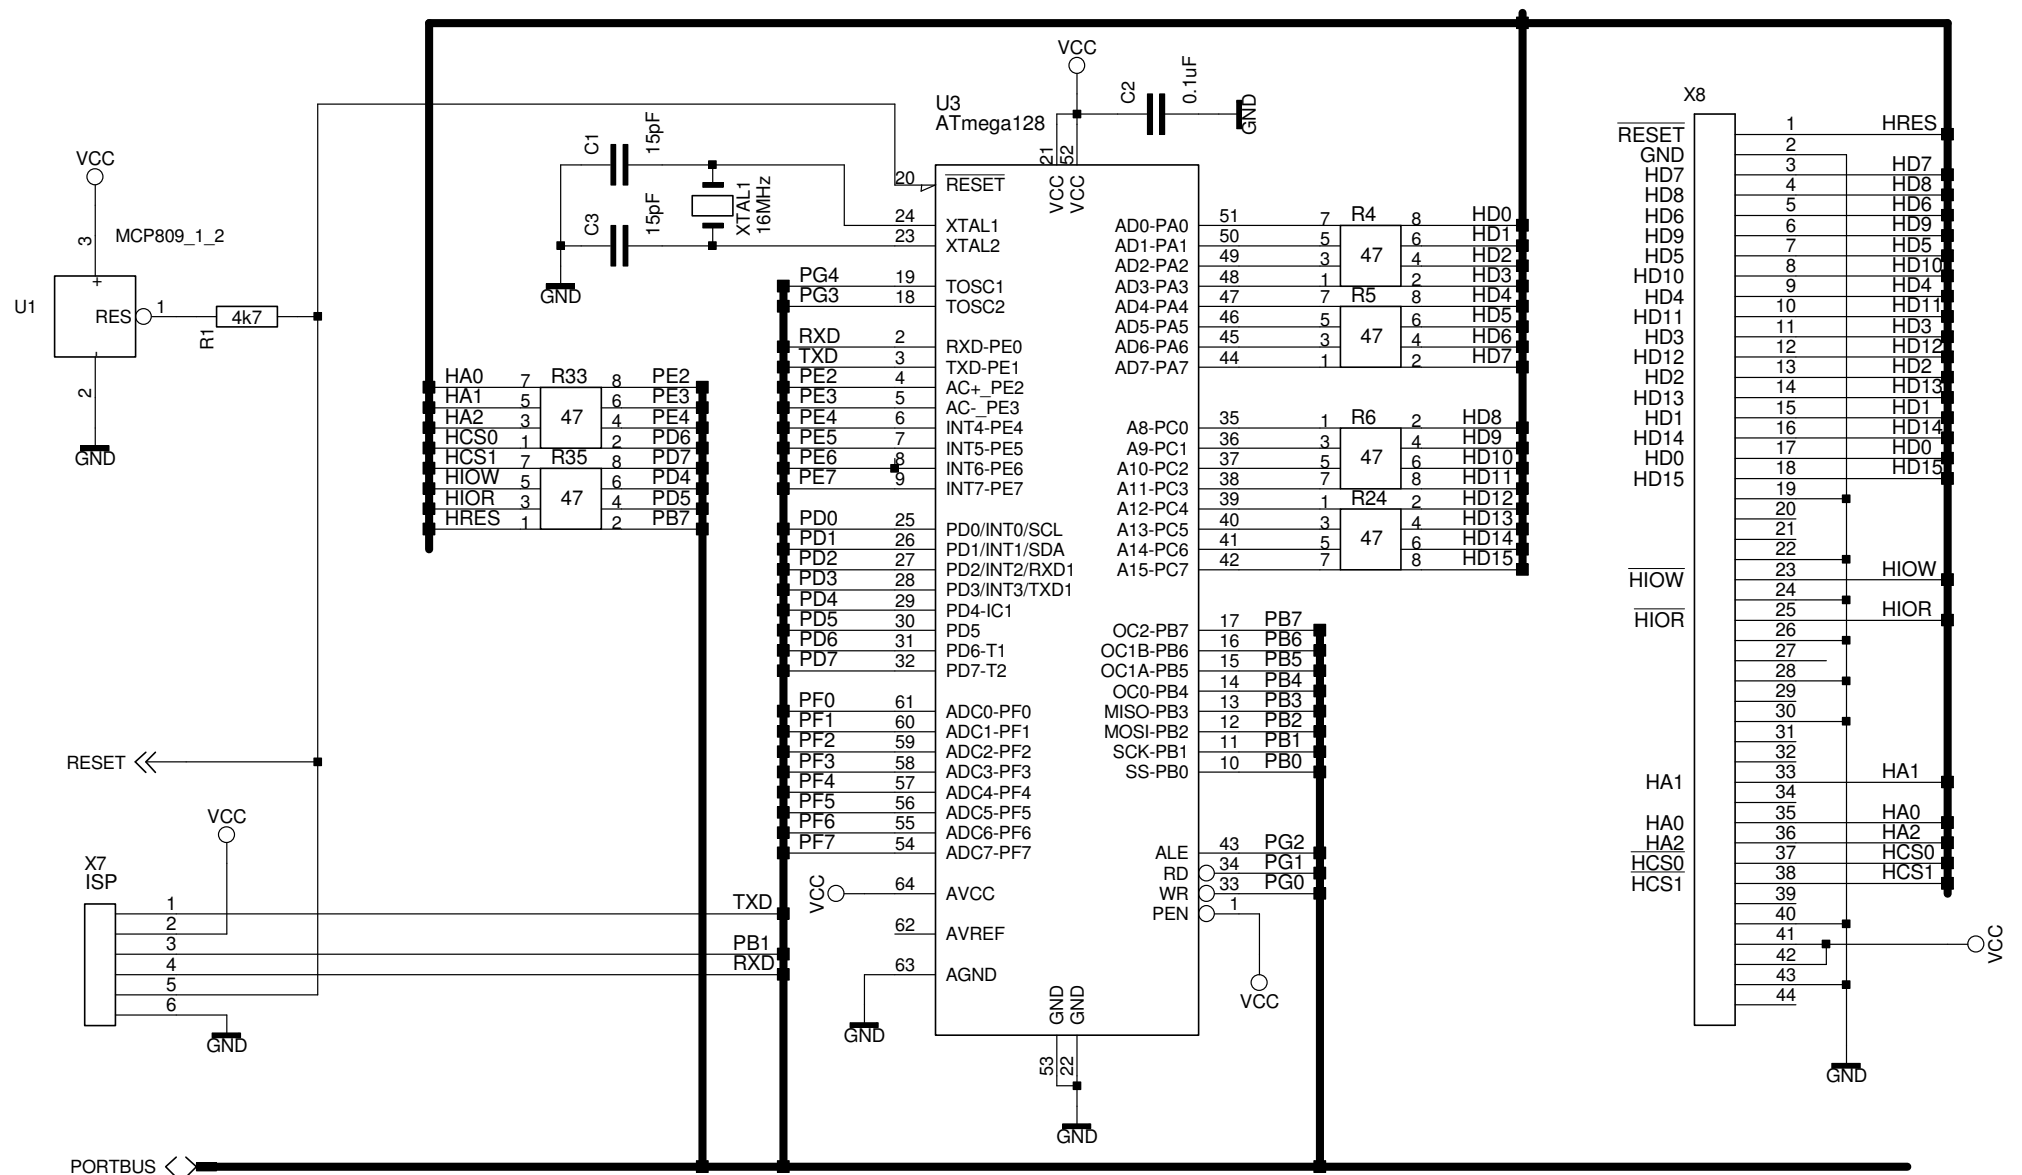 VCC
3
MCP809_1_2
U1
+
RES
1
R1
4k7
2
GND
RESET
VCC
X7
ISP
1 TXD
2
3 PB1
4 RXD
5
6
GND
PORTBUS
C1 15pF
C3 15pF
XTAL1
16MHz
GND
HA0 7 R33 8 PE2
HA1 5 6 PE3
47
HA2 3 4 PE4
HCS0 1 2 PD6
HCS1 7 R35 8 PD7
HIOW 5 6 PD4
47
HIOR 3 4 PD5
HRES 1 2 PB7
U3
ATmega128
VCC
C2
0.1uF
GND
21 52
VCC VCC
20 RESET
24 XTAL1
23 XTAL2
PG4 19 TOSC1
PG3 18 TOSC2
RXD 2 RXD-PE0
TXD 3 TXD-PE1
PE2 4 AC+_PE2
PE3 5 AC-_PE3
PE4 6 INT4-PE4
PE5 7 INT5-PE5
PE6 8 INT6-PE6
PE7 9 INT7-PE7
PD0 25 PD0/INT0/SCL
PD1 26 PD1/INT1/SDA
PD2 27 PD2/INT2/RXD1
PD3 28 PD3/INT3/TXD1
PD4 29 PD4-IC1
PD5 30 PD5
PD6 31 PD6-T1
PD7 32 PD7-T2
PF0 61 ADC0-PF0
PF1 60 ADC1-PF1
PF2 59 ADC2-PF2
PF3 58 ADC3-PF3
PF4 57 ADC4-PF4
PF5 56 ADC5-PF5
PF6 55 ADC6-PF6
PF7 54 ADC7-PF7
VCC 64 AVCC
62 AVREF
63 AGND
GND
GND GND
53 22
GND
AD0-PA0 51 7 R4 8 HD0
AD1-PA1 50 5 6 HD1
47
AD2-PA2 49 3 4 HD2
AD3-PA3 48 1 2 HD3
AD4-PA4 47 7 R5 8 HD4
AD5-PA5 46 5 6 HD5
47
AD6-PA6 45 3 4 HD6
AD7-PA7 44 1 2 HD7
A8-PC0 35 1 R6 2 HD8
A9-PC1 36 3 4 HD9
47
A10-PC2 37 5 6 HD10
A11-PC3 38 7 8 HD11
A12-PC4 39 1 R24 2 HD12
A13-PC5 40 3 4 HD13
47
A14-PC6 41 5 6 HD14
A15-PC7 42 7 8 HD15
OC2-PB7 17 PB7
OC1B-PB6 16 PB6
OC1A-PB5 15 PB5
OC0-PB4 14 PB4
MISO-PB3 13 PB3
MOSI-PB2 12 PB2
SCK-PB1 11 PB1
SS-PB0 10 PB0
ALE 43 PG2
RD 34 PG1
WR 33 PG0
PEN 1
VCC
X8
RESET 1 HRES
GND 2
HD7 3 HD7
HD8 4 HD8
HD6 5 HD6
HD9 6 HD9
HD5 7 HD5
HD10 8 HD10
HD4 9 HD4
HD11 10 HD11
HD3 11 HD3
HD12 12 HD12
HD2 13 HD2
HD13 14 HD13
HD1 15 HD1
HD14 16 HD14
HD0 17 HD0
HD15 18 HD15
19
20
21
22
HIOW 23 HIOW
24
HIOR 25 HIOR
26
27
28
29
30
31
32
HA1 33 HA1
34
HA0 35 HA0
HA2 36 HA2
HCS0 37 HCS0
HCS1 38 HCS1
39
40
41
VCC
42
43
44
GND